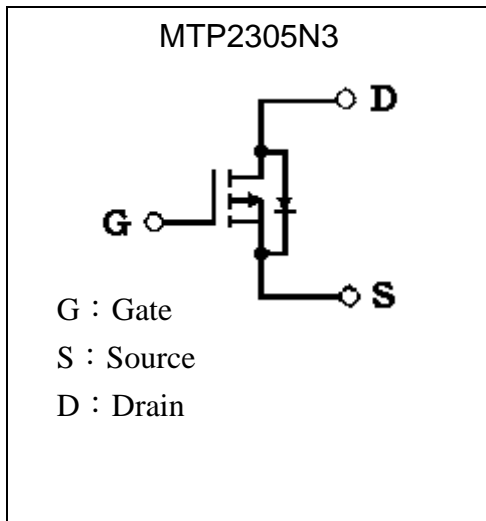 MTP2305N3
D
G
S
G：Gate
S：Source
D：Drain